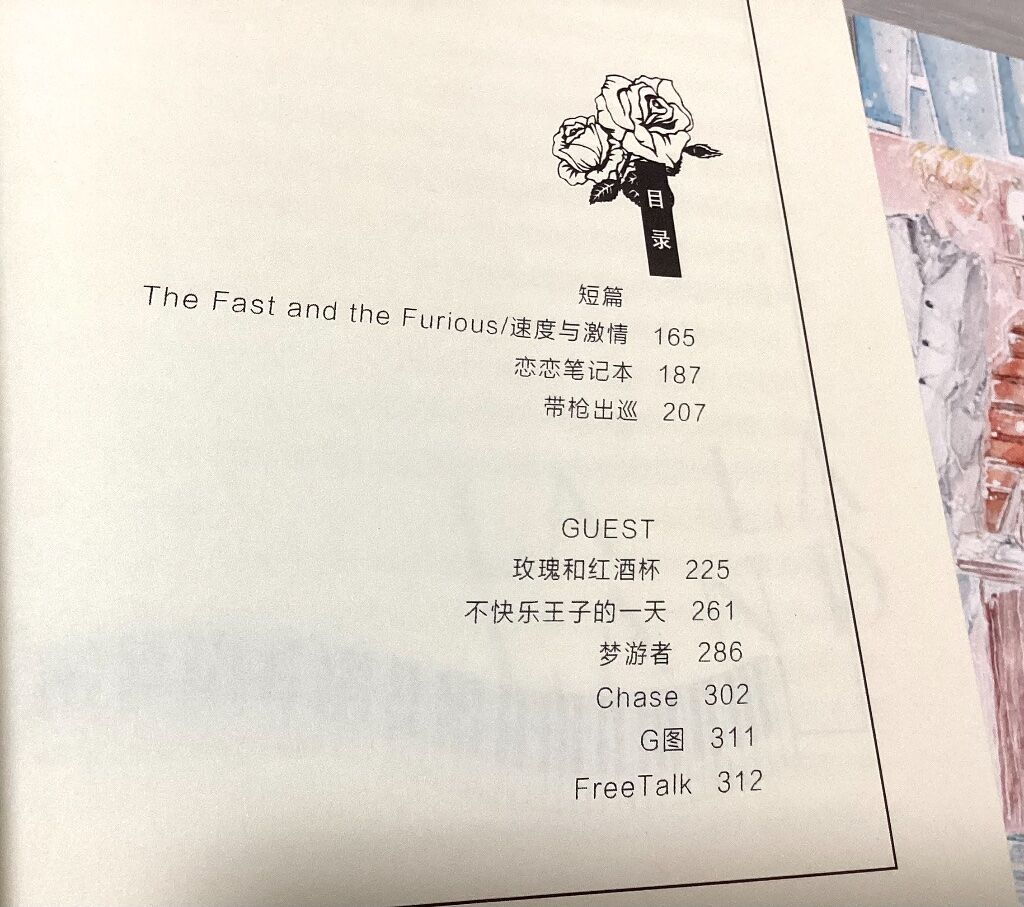 目录
短篇
The Fast and the Furious/速度与激情 165
恋恋笔记本 187
带枪出巡 207
GUEST
玫瑰和红酒杯 225
不快乐王子的一天 261
梦游者 286
Chase 302
G图 311
FreeTalk 312